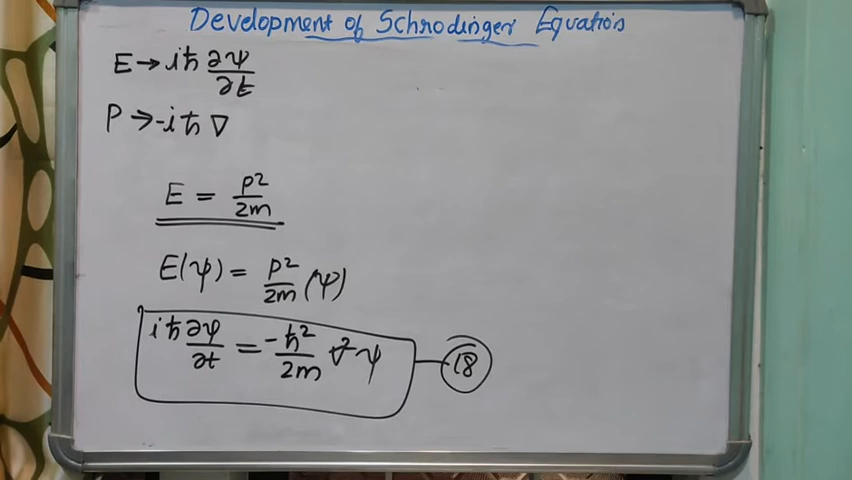 Development of Schrodinger Equation
E → iħ ∂ψ/∂t
P → -iħ ∇
E = p²/2m
E(ψ) = p²/2m (ψ)
iħ ∂ψ/∂t = -ħ²/2m ∇²ψ — 18